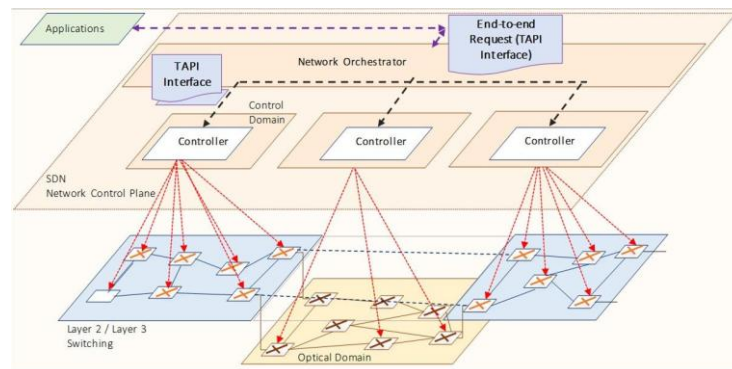 Applications
End-to-end
Request (TAPI
Interface)
TAPI
Interface
Network Orchestrator
Control
Domain
Controller
Controller
Controller
SDN
Network Control Plane
Layer 2 / Layer 3
Switching
Optical Domain